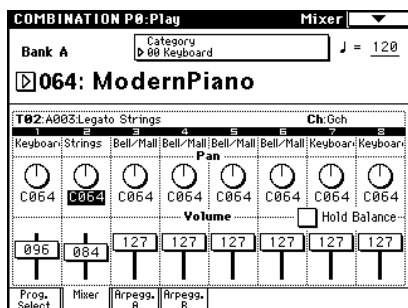 COMBINATION P0:Play Mixer
Bank A
Category
00 Keyboard
♩ = 120
064: ModernPiano
T02:A003:Legato Strings Ch:Gch
1 2 3 4 5 6 7 8
Keyboar Strings Bell/Mall Bell/Mall Bell/Mall Bell/Mall Keyboar Keyboar
Pan
C064 C064 C064 C064 C064 C064 C064 C064
Volume Hold Balance
096 084 127 127 127 127 127 127
Prog. Select Mixer Arpegg. A Arpegg. B